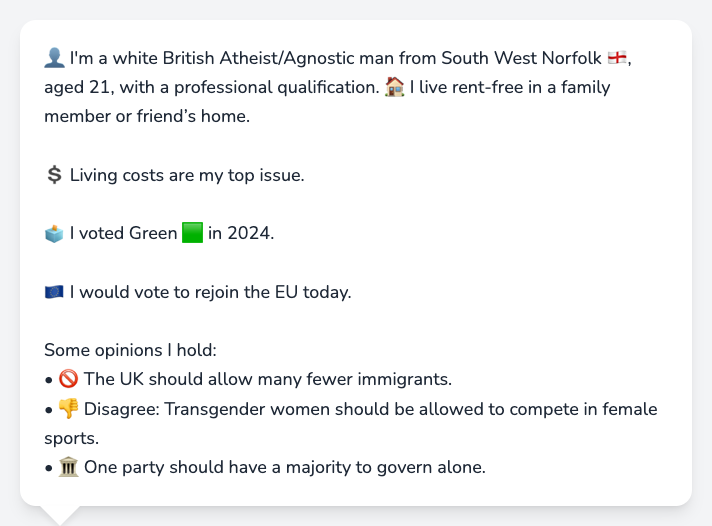 👤 I'm a white British Atheist/Agnostic man from South West Norfolk 🏴󠁧󠁢󠁥󠁮󠁧󠁿,
aged 21, with a professional qualification. 🏠 I live rent-free in a family
member or friend’s home.
💲 Living costs are my top issue.
🗳️ I voted Green 🟩 in 2024.
🇪🇺 I would vote to rejoin the EU today.
Some opinions I hold:
• 🚫 The UK should allow many fewer immigrants.
• 👎 Disagree: Transgender women should be allowed to compete in female
sports.
• 🏛️ One party should have a majority to govern alone.